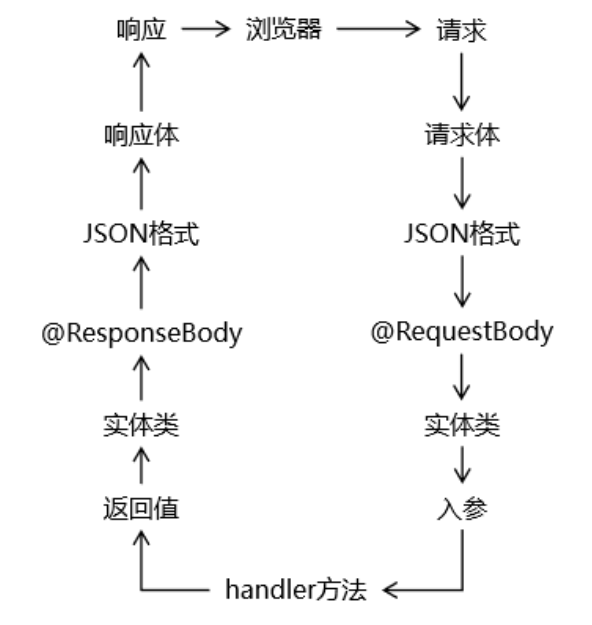 响应 浏览器 请求
响应体 请求体
JSON格式 JSON格式
@ResponseBody @RequestBody
实体类 实体类
返回值 入参
handler方法